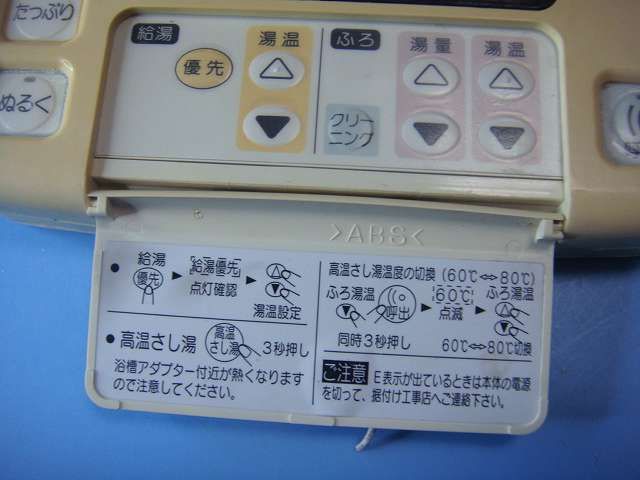 たっぷり
ぬるく
給湯
優先
湯温
ふろ
湯量
湯温
クリーニング
>ABS<
● 給湯
優先
給湯優先
点灯確認
湯温設定
● 高温さし湯
高温
さし湯
3秒押し
浴槽アダプター付近が熱くなります
ので注意してください。
高温さし湯温度の切換(60℃⇔80℃)
ふろ湯温
呼出
60℃
点滅
ふろ湯温
同時3秒押し
60℃⇔80℃切換
ご注意 E表示が出ているときは本体の電源
を切って、据付け工事店へご連絡下さい。